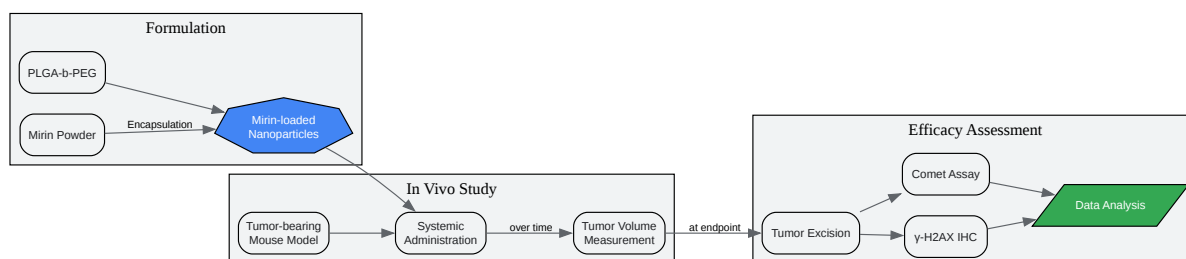 Formulation
PLGA-b-PEG
Mirin Powder
Encapsulation
Mirin-loaded
Nanoparticles
In Vivo Study
Tumor-bearing
Mouse Model
Systemic
Administration
over time
Tumor Volume
Measurement
at endpoint
Efficacy Assessment
Tumor Excision
Comet Assay
γ-H2AX IHC
Data Analysis